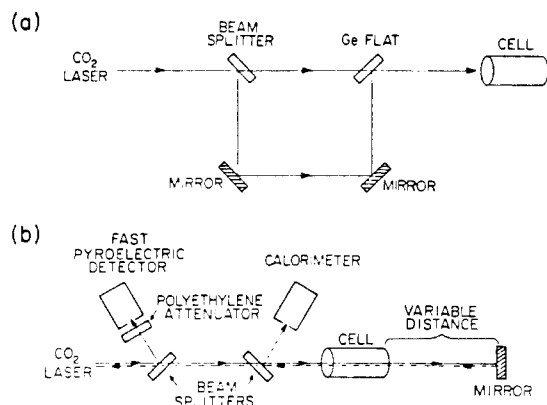 (a)
BEAM
SPLITTER
Ge FLAT
CELL
CO2
LASER
MIRROR
MIRROR
(b)
FAST
PYROELECTRIC
DETECTOR
CALORIMETER
POLYETHYLENE
ATTENUATOR
VARIABLE
DISTANCE
CELL
CO2
LASER
BEAM
SPLITTERS
MIRROR